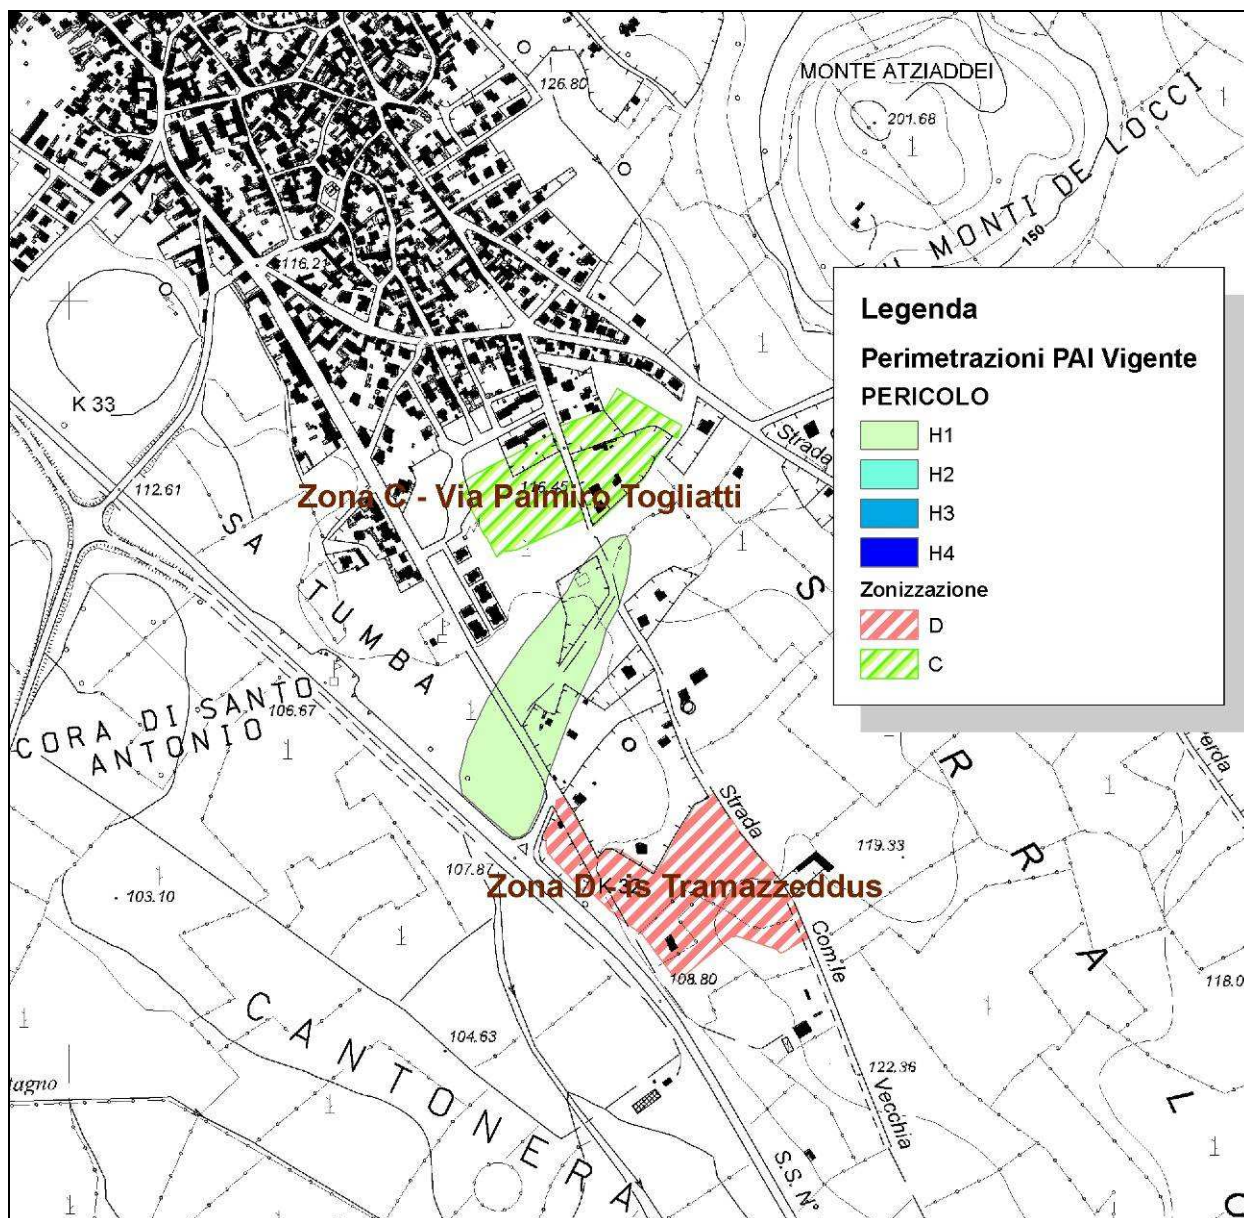 126.80
MONTE ATZIADDEI
201.68
MONTI DE LOCCI
150
116.21
K 33
Legenda
Perimetrazioni PAI Vigente
PERICOLO
H1
H2
H3
H4
Zonizzazione
D
C
Strada
112.61
Zona C - Via Palmiro Togliatti
SA
TUMBA
S
CORA DI SANTO
ANTONIO
106.67
Perda
R
R
A
L
Strada
Com.le
Vecchia
119.33
107.87
Zona D - is Tramazzeddus
103.10
108.80
118.0
CANTONERA
104.63
122.36
tagno
S.S. N°